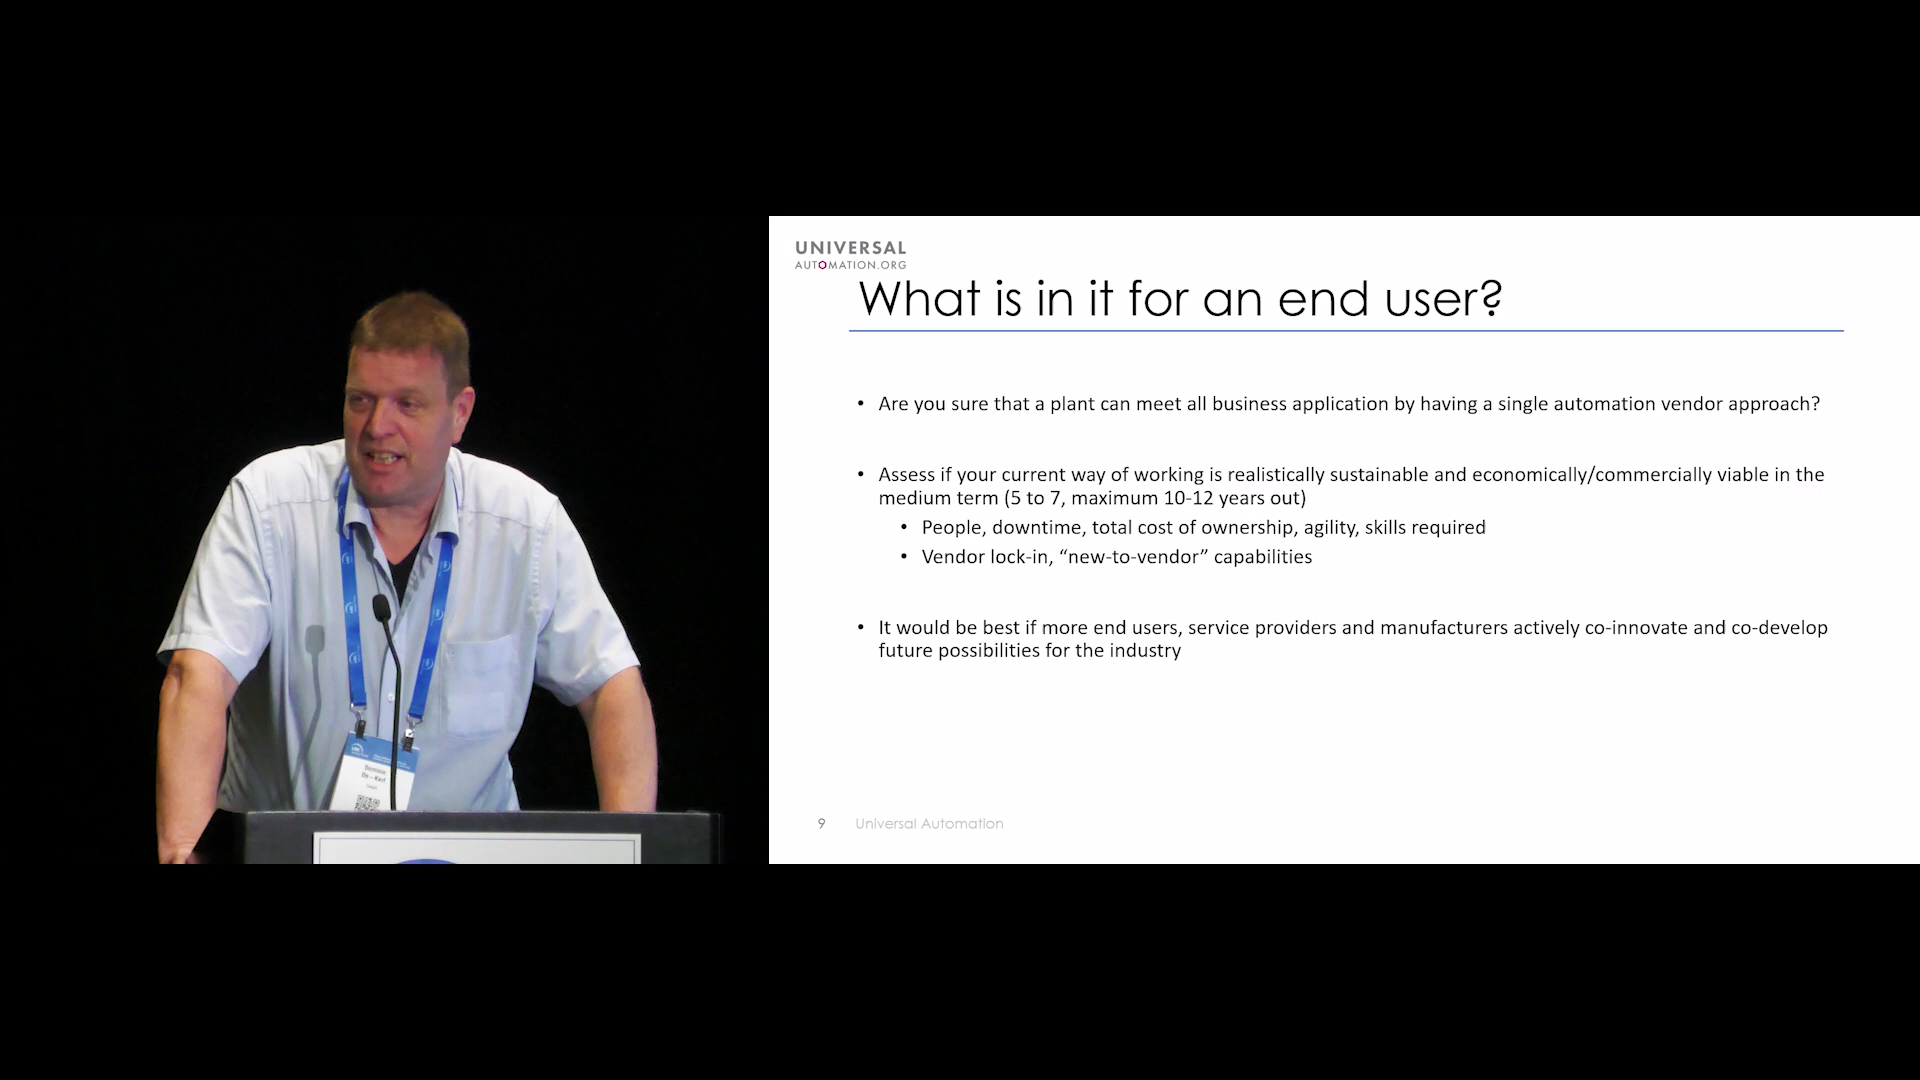 UNIVERSAL
AUTOMATION.ORG
What is in it for an end user?
• Are you sure that a plant can meet all business application by having a single automation vendor approach?
• Assess if your current way of working is realistically sustainable and economically/commercially viable in the
medium term (5 to 7, maximum 10-12 years out)
• People, downtime, total cost of ownership, agility, skills required
• Vendor lock-in, “new-to-vendor” capabilities
• It would be best if more end users, service providers and manufacturers actively co-innovate and co-develop
future possibilities for the industry
9 Universal Automation
Dominic